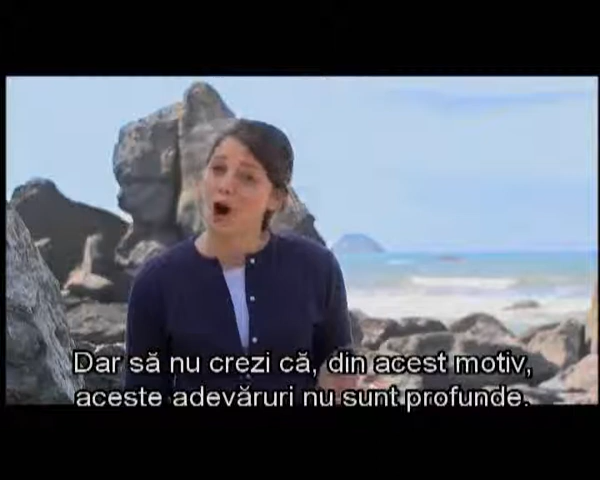 Dar să nu crezi că, din acest motiv,
aceste adevăruri nu sunt profunde.